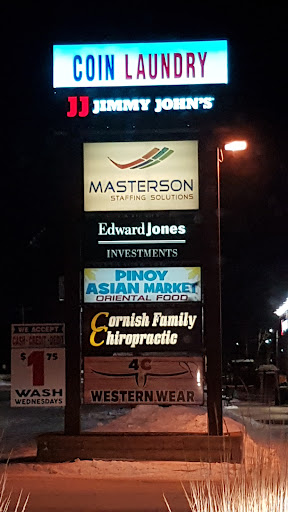 COIN LAUNDRY
JJ JIMMY JOHN'S
MASTERSON
STAFFING SOLUTIONS
Edward Jones
INVESTMENTS
PINOY
ASIAN MARKET
ORIENTAL FOOD
Cornish Family
Chiropractic
4C
WESTERN WEAR
WE ACCEPT
CASH-CREDIT-DEBIT
$1.75
WASH
WEDNESDAYS